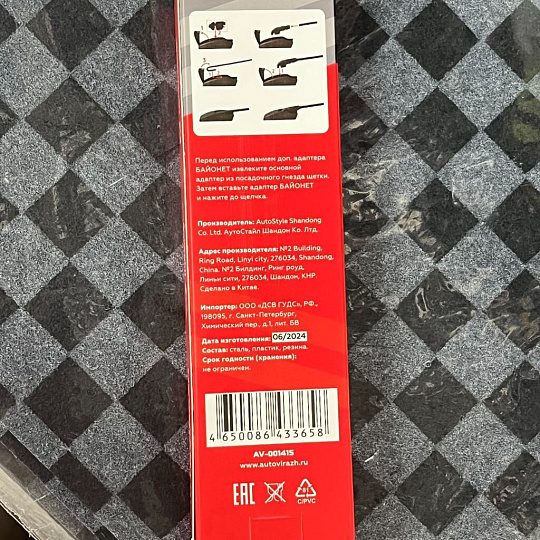 Перед использованием доп. адаптера
БАЙОНЕТ извлеките основной
адаптер из посадочного гнезда щетки.
Затем вставьте адаптер БАЙОНЕТ
и нажите до щелчка.
Производитель: AutoStyle Shandong
Co. Ltd. АутоСтайл Шандон Ко. Лтд.
Адрес производителя: №2 Building,
Ring Road, Linyi city, 276034, Shandong,
China. №2 Билдинг, Ринг роуд,
Линьи сити, 276034, Шандон, КНР.
Сделано в Китае.
Импортер: ООО «ДСВ ГУДС», РФ.,
198095, г. Санкт-Петербург,
Химический пер., д.1, лит. БВ
Дата изготовления: 06/2024
Состав: сталь, пластик, резина.
Срок годности (хранения):
не ограничан.
4 650086 433658
AV-001415
www.autovirazh.ru
EAC
C/PVC